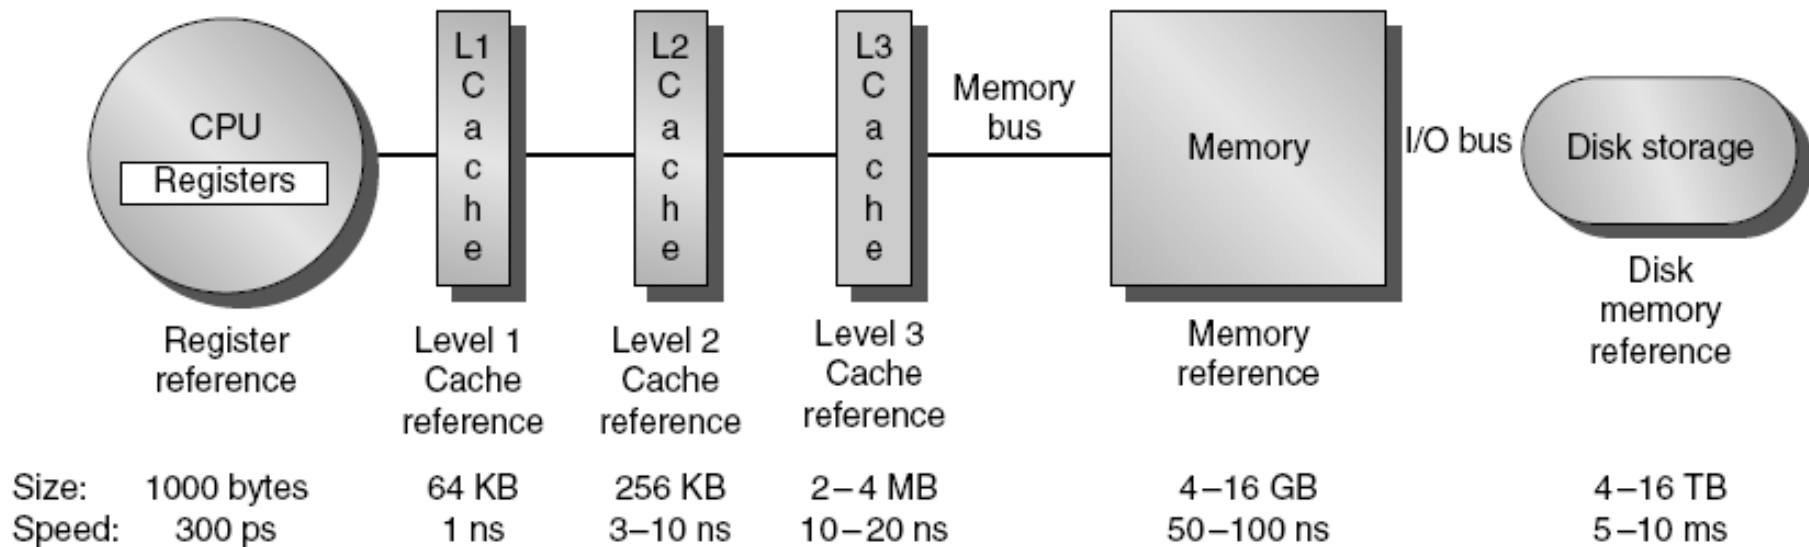 CPU
Registers
L1
C
a
c
h
e
L2
C
a
c
h
e
L3
C
a
c
h
e
Memory
bus
Memory
I/O bus
Disk storage
Register
reference
Level 1
Cache
reference
Level 2
Cache
reference
Level 3
Cache
reference
Memory
reference
Disk
memory
reference
Size: 1000 bytes 64 KB 256 KB 2–4 MB 4–16 GB 4–16 TB
Speed: 300 ps 1 ns 3–10 ns 10–20 ns 50–100 ns 5–10 ms